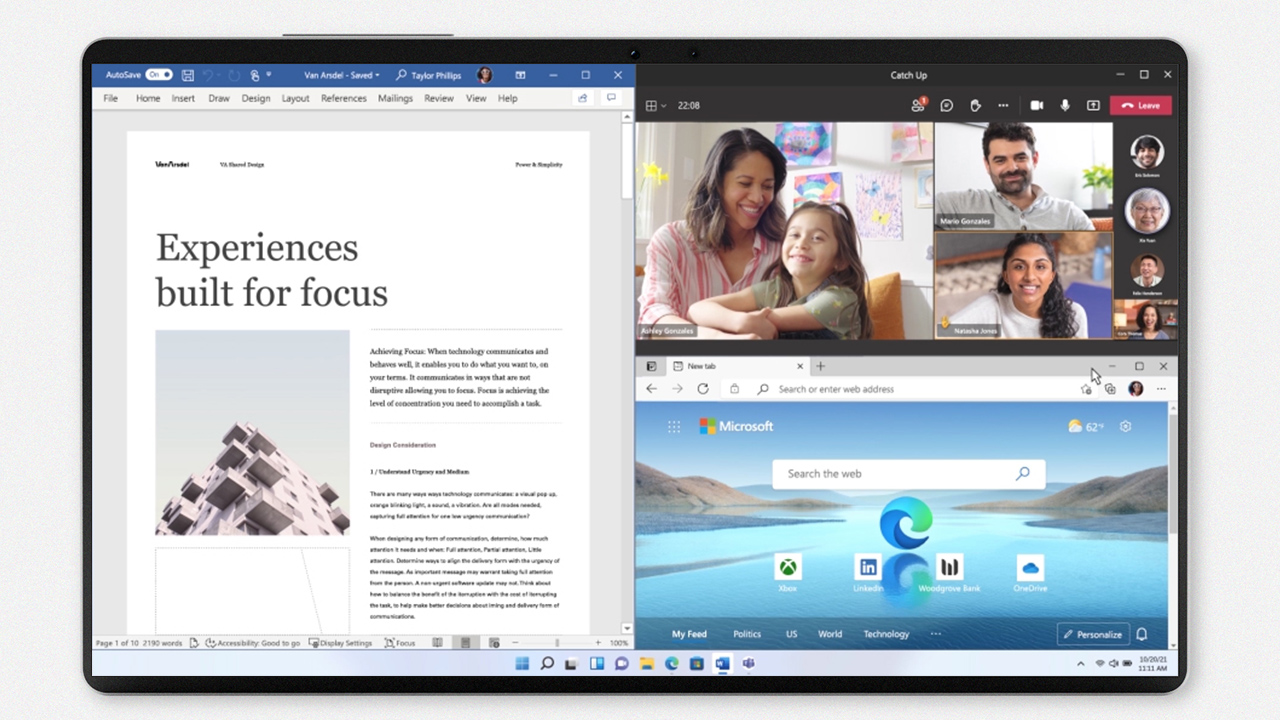 AutoSave On
Van Arsdel - Saved
Taylor Phillips
File Home Insert Draw Design Layout References Mailings Review View Help
VanArsdel
VA Shared Design
Power & Simplicity
Experiences
built for focus
Achieving Focus: When technology communicates and
behaves well, it enables you to do what you want to, on
your terms. It communicates in ways that are not
disruptive allowing you to focus. Focus is achieving the
level of concentration you need to accomplish a task.
Design Consideration
1 / Understand Urgency and Medium
There are many ways ways technology communicates: a visual pop up,
orange blinking light, a sound, a vibration. Are all modes needed,
capturing full attention for one low urgency communication?
When designing any form of communication, determine, how much
attention it needs and when: Full attention, Partial attention, Little
attention. Determine ways to align the delivery form with the urgency of
the message. As important message may warrant taking full attention
from the person. A non-urgent software update may not. Think about
how to balance the benefit of the iterruption with the cost of iterrupting
the task, to help make better decisions about iming and delivery form of
communications.
Page 1 of 10 2190 words Accessibility: Good to go Display Settings Focus 100%
Catch Up
22:08
1
Leave
Ashley Gonzales
Mario Gonzales
Natasha Jones
Eric Solomon
Xia Yuan
New tab
Search or enter web address
Microsoft
62°F
Search the web
Xbox
LinkedIn
Woodgrove Bank
OneDrive
My Feed Politics US World Technology
Personalize
10/20/21
11:11 AM